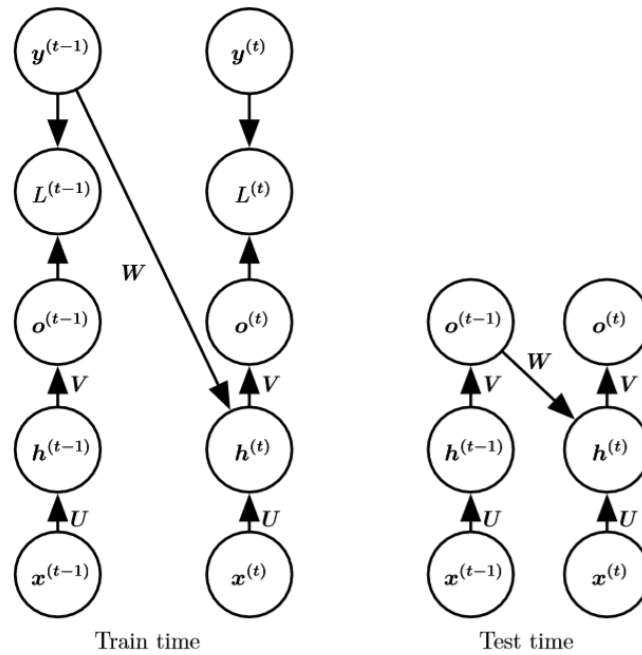 y^(t−1) y^(t)
L^(t−1) L^(t)
W
o^(t−1) o^(t) o^(t−1) o^(t)
W
V V V V
h^(t−1) h^(t) h^(t−1) h^(t)
U U U U
x^(t−1) x^(t) x^(t−1) x^(t)
Train time Test time